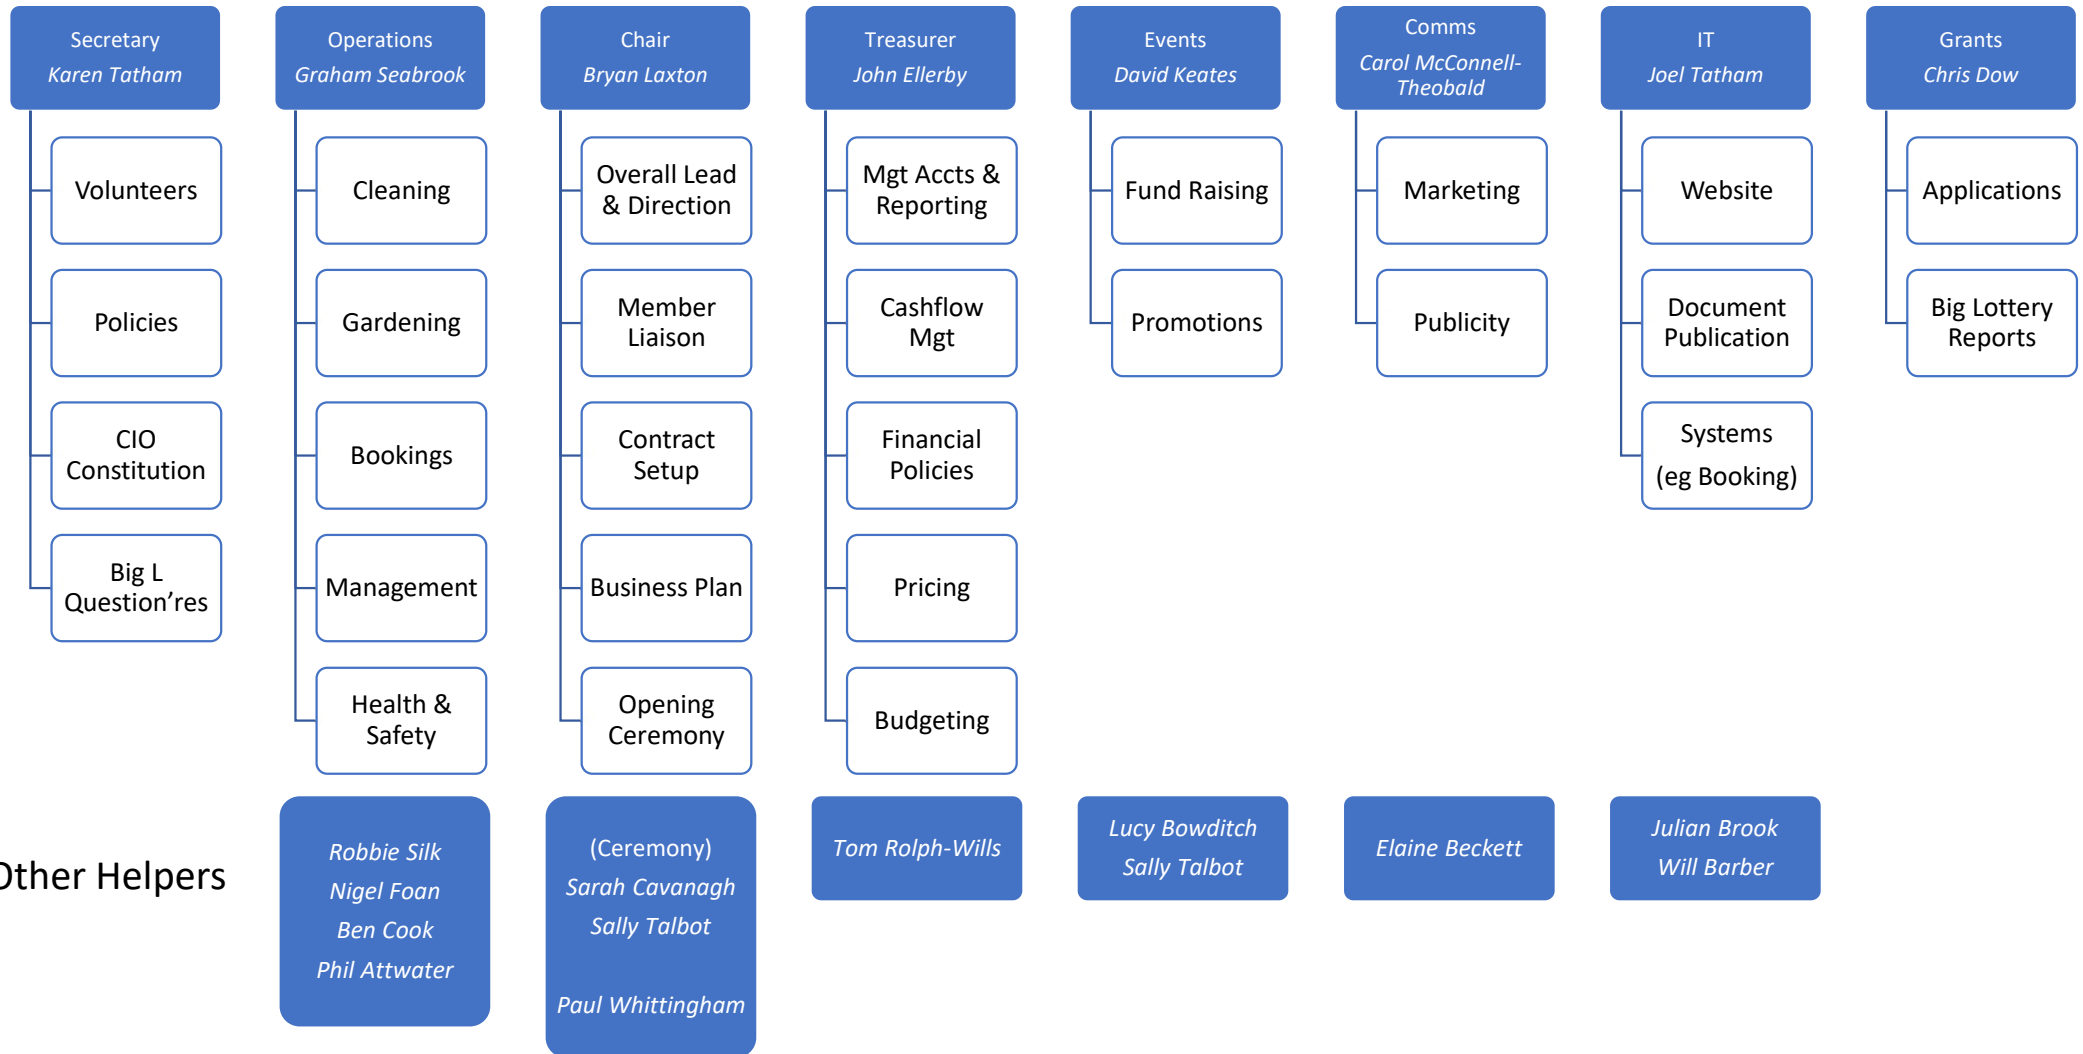 Secretary
Karen Tatham
Volunteers
Policies
CIO
Constitution
Big L
Question’res
Operations
Graham Seabrook
Cleaning
Gardening
Bookings
Management
Health &
Safety
Chair
Bryan Laxton
Overall Lead
& Direction
Member
Liaison
Contract
Setup
Business Plan
Opening
Ceremony
Treasurer
John Ellerby
Mgt Accts &
Reporting
Cashflow
Mgt
Financial
Policies
Pricing
Budgeting
Events
David Keates
Fund Raising
Promotions
Comms
Carol McConnell-
Theobald
Marketing
Publicity
IT
Joel Tatham
Website
Document
Publication
Systems
(eg Booking)
Grants
Chris Dow
Applications
Big Lottery
Reports
Other Helpers
Robbie Silk
Nigel Foan
Ben Cook
Phil Attwater
(Ceremony)
Sarah Cavanagh
Sally Talbot
Paul Whittingham
Tom Rolph-Wills
Lucy Bowditch
Sally Talbot
Elaine Beckett
Julian Brook
Will Barber